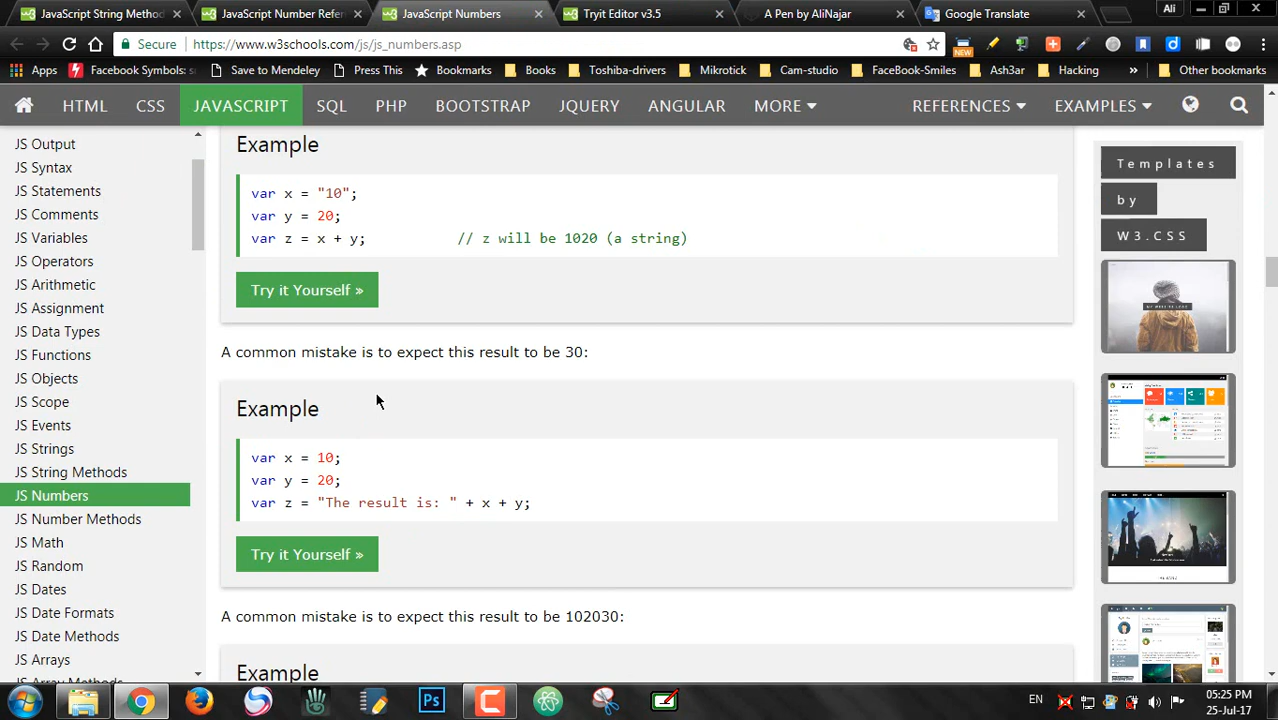 JavaScript String Method
JavaScript Number Refer
JavaScript Numbers
Tryit Editor v3.5
A Pen by AliNajar
Google Translate
Ali
Secure
https://www.w3schools.com/js/js_numbers.asp
NEW
Apps
Facebook Symbols: s
Save to Mendeley
Press This
Bookmarks
Books
Toshiba-drivers
Mikrotick
Cam-studio
FaceBook-Smiles
Ash3ar
Hacking
»
Other bookmarks
HTML
CSS
JAVASCRIPT
SQL
PHP
BOOTSTRAP
JQUERY
ANGULAR
MORE
REFERENCES
EXAMPLES
JS Output
JS Syntax
JS Statements
JS Comments
JS Variables
JS Operators
JS Arithmetic
JS Assignment
JS Data Types
JS Functions
JS Objects
JS Scope
JS Events
JS Strings
JS String Methods
JS Numbers
JS Number Methods
JS Math
JS Random
JS Dates
JS Date Formats
JS Date Methods
JS Arrays
JS Array Methods
Example
var x = "10";
var y = 20;
var z = x + y; // z will be 1020 (a string)
Try it Yourself »
A common mistake is to expect this result to be 30:
Example
var x = 10;
var y = 20;
var z = "The result is: " + x + y;
Try it Yourself »
A common mistake is to expect this result to be 102030:
Example
Templates
by
W3.CSS
Ps
EN
05:25 PM
25-Jul-17